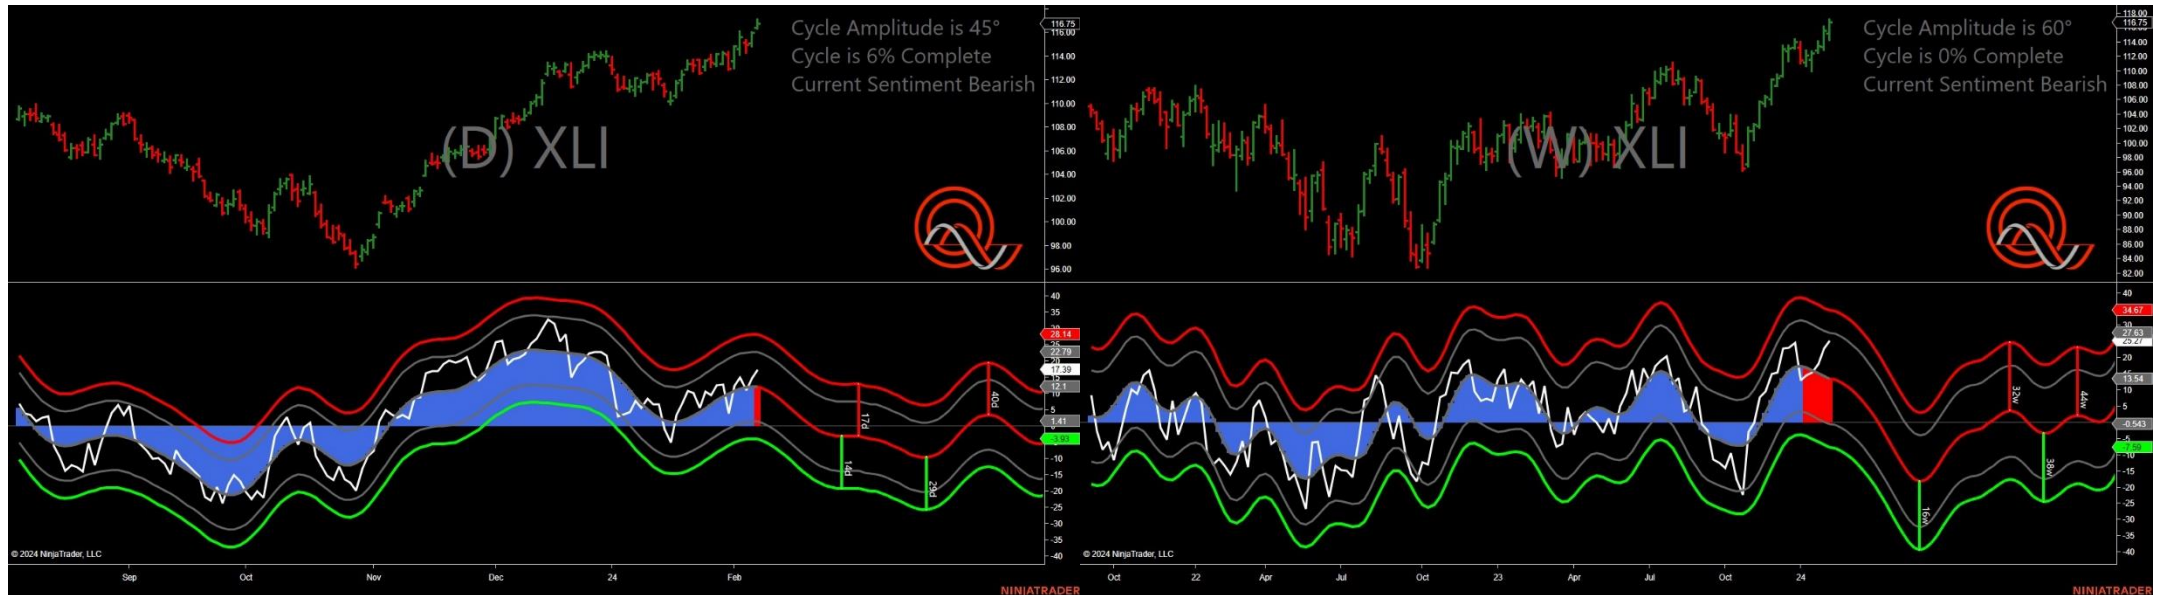 Cycle Amplitude is 45°
Cycle is 6% Complete
Current Sentiment Bearish
(D) XLI
116.75
116.00
114.00
112.00
110.00
108.00
106.00
104.00
102.00
100.00
98.00
96.00
40
35
28.14
22.79
17.39
12.1
5
1.41
-3.93
-10
-15
-20
-25
-30
-35
-40
17d
40d
14d
29d
© 2024 NinjaTrader, LLC
Sep
Oct
Nov
Dec
24
Feb
NINJATRADER
Cycle Amplitude is 60°
Cycle is 0% Complete
Current Sentiment Bearish
(W) XLI
118.00
116.75
114.00
112.00
110.00
108.00
106.00
104.00
102.00
100.00
98.00
96.00
94.00
92.00
90.00
88.00
86.00
84.00
82.00
40
34.67
27.63
25.27
20
13.54
5
-0.543
-7.59
-15
-20
-25
-30
-35
-40
32w
44w
38w
16w
© 2024 NinjaTrader, LLC
Oct
22
Apr
Jul
Oct
23
Apr
Jul
Oct
24
NINJATRADER